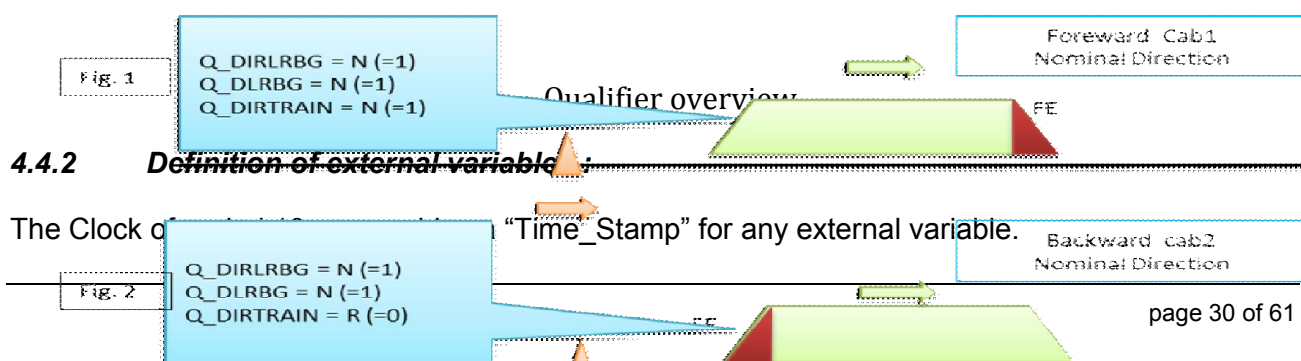 Foreward Cab1
Nominal Direction
Fig. 1
Q_DIRLRBG = N (=1)
Q_DLRBG = N (=1)
Q_DIRTRAIN = N (=1)
Qualifier overview
FE
4.4.2 Definition of external variable :
The Clock of "Time_Stamp" for any external variable.
Backward cab2
Nominal Direction
Fig. 2
Q_DIRLRBG = N (=1)
Q_DLRBG = N (=1)
Q_DIRTRAIN = R (=0)
FE
page 30 of 61